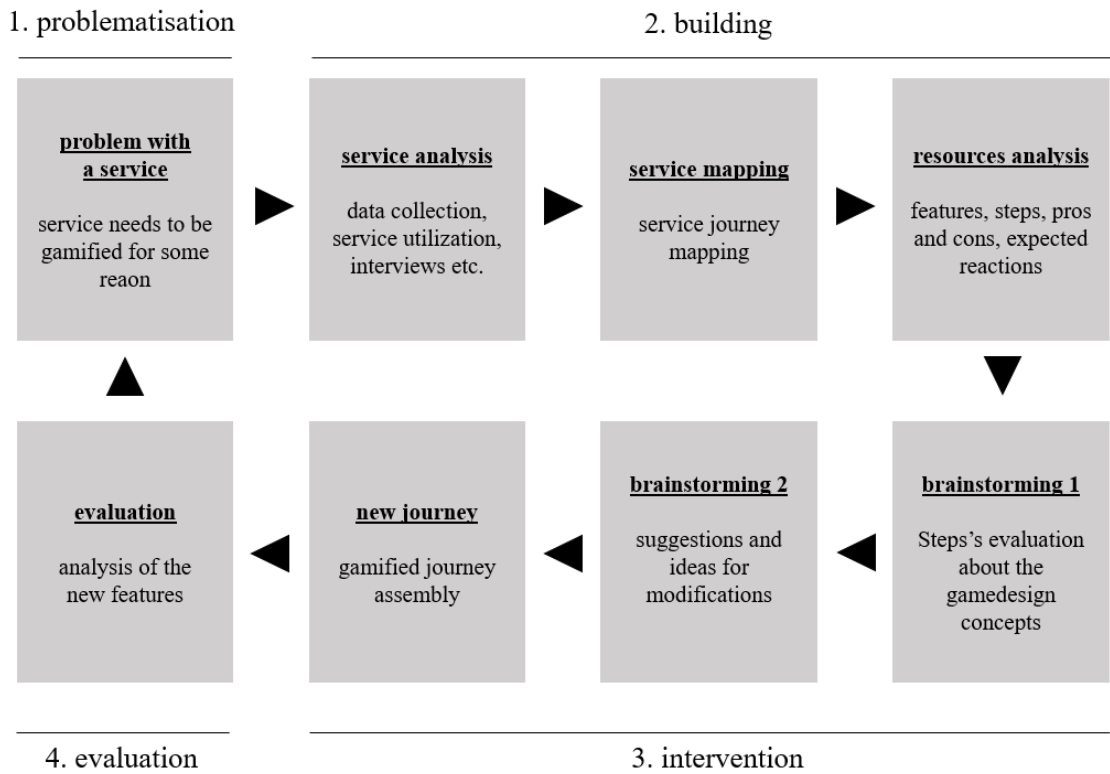 1. problematisation
2. building
problem with
a service
service needs to be
gamified for some
reaon
service analysis
data collection,
service utilization,
interviews etc.
service mapping
service journey
mapping
resources analysis
features, steps, pros
and cons, expected
reactions
evaluation
analysis of the
new features
new journey
gamified journey
assembly
brainstorming 2
suggestions and
ideas for
modifications
brainstorming 1
Steps's evaluation
about the
gamedesign
concepts
4. evaluation
3. intervention